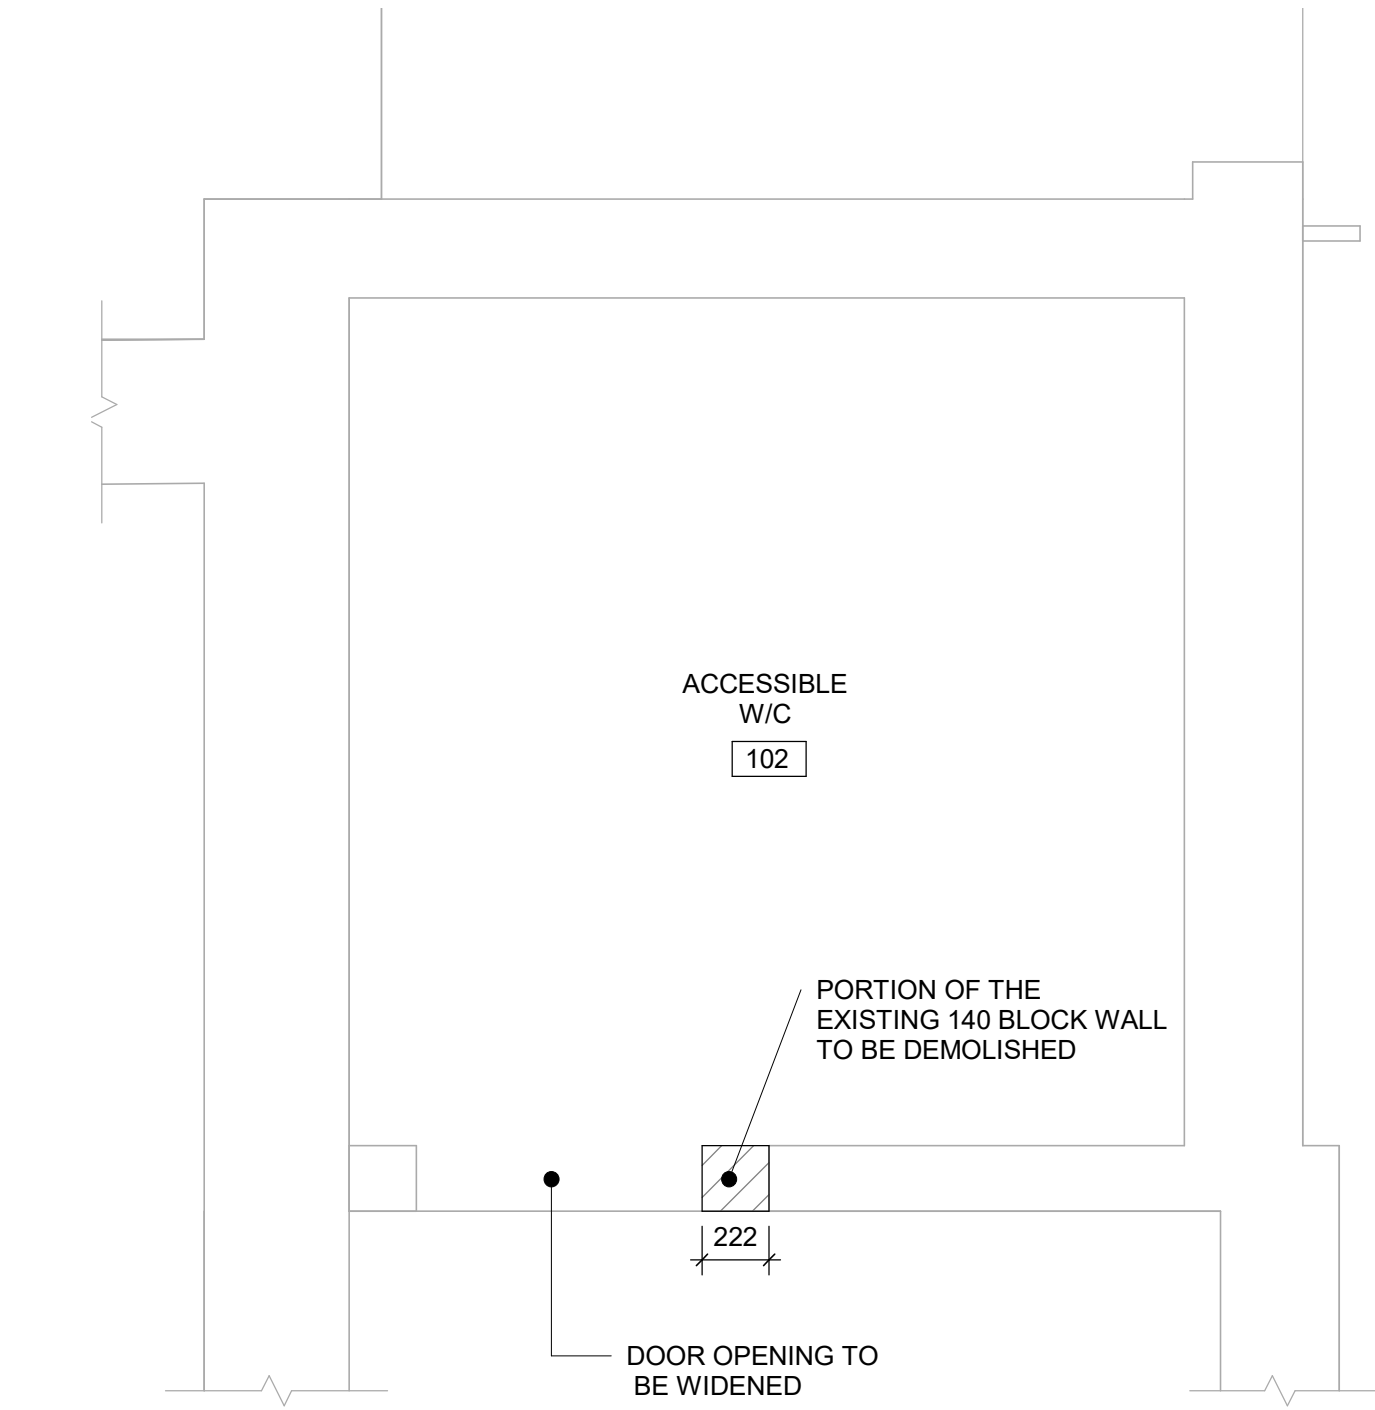 ACCESSIBLE
W/C
102
PORTION OF THE
EXISTING 140 BLOCK WALL
TO BE DEMOLISHED
222
DOOR OPENING TO
BE WIDENED